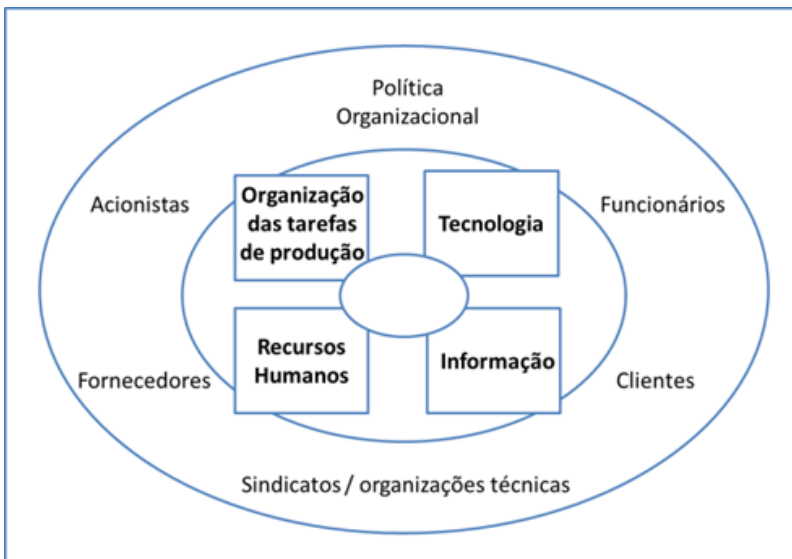 Política
Organizacional
Acionistas
Organização
das tarefas
de produção
Tecnologia
Funcionários
Fornecedores
Recursos
Humanos
Informação
Clientes
Sindicatos / organizações técnicas